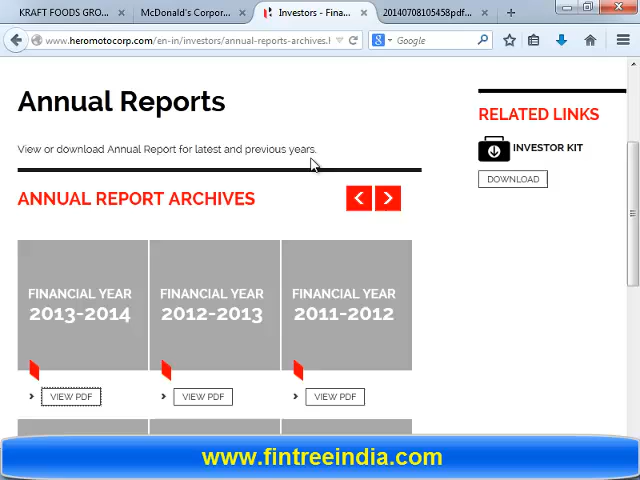 KRAFT FOODS GRO...
McDonald's Corpor...
Investors - Fina...
20140708105458pdf...
www.heromotocorp.com/en-in/investors/annual-reports-archives.h
Google
Annual Reports
View or download Annual Report for latest and previous years.
RELATED LINKS
INVESTOR KIT
DOWNLOAD
ANNUAL REPORT ARCHIVES
FINANCIAL YEAR
2013-2014
FINANCIAL YEAR
2012-2013
FINANCIAL YEAR
2011-2012
VIEW PDF
VIEW PDF
VIEW PDF
www.fintreeindia.com